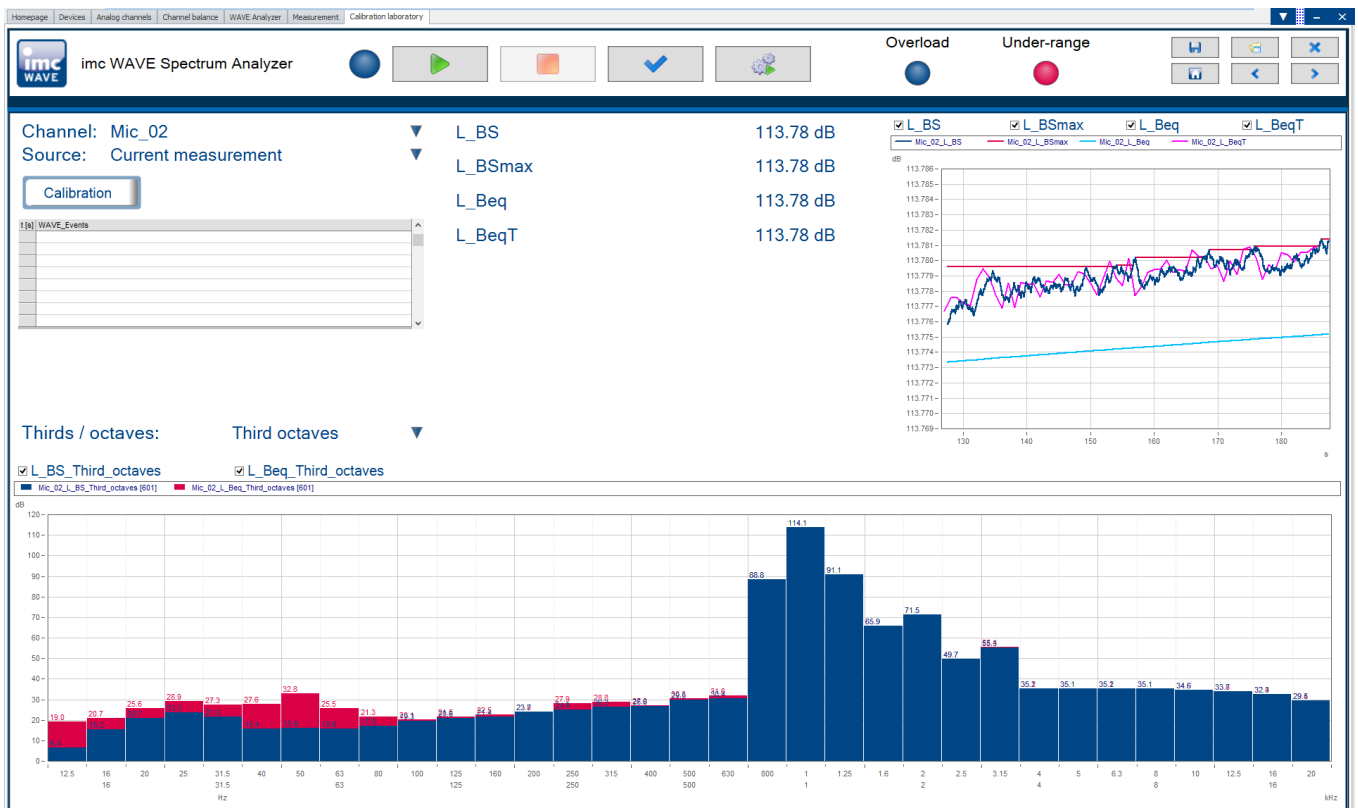 Homepage Devices Analog channels Channel balance WAVE Analyzer Measurement Calibration laboratory
imc WAVE
imc WAVE Spectrum Analyzer
Overload Under-range
Channel: Mic_02
Source: Current measurement
Calibration
t [s] WAVE_Events
L_BS 113.78 dB
L_BSmax 113.78 dB
L_Beq 113.78 dB
L_BeqT 113.78 dB
L_BS L_BSmax L_Beq L_BeqT
Mic_02_L_BS Mic_02_L_BSmax Mic_02_L_Beq Mic_02_L_BeqT
dB
113.786
113.785
113.784
113.783
113.782
113.781
113.780
113.779
113.778
113.777
113.776
113.775
113.774
113.773
113.772
113.771
113.770
113.769
130 140 150 160 170 180
s
Thirds / octaves: Third octaves
L_BS_Third_octaves L_Beq_Third_octaves
Mic_02_L_BS_Third_octaves [601] Mic_02_L_Beq_Third_octaves [601]
dB
120
110
100
90
80
70
60
50
40
30
20
10
0
19.0 20.7 25.6 28.9 27.3 27.6 32.8 25.5 21.3 27.9 28.8 88.8 114.1 91.1 65.9 71.5 49.7 35.1 35.1 34.6
12.5 16 20 25 31.5 40 50 63 80 100 125 160 200 250 315 400 500 630 800 1 1.25 1.6 2 2.5 3.15 4 5 6.3 8 10 12.5 16 20
16 31.5 63 125 250 500 1 2 4 8 16
Hz kHz